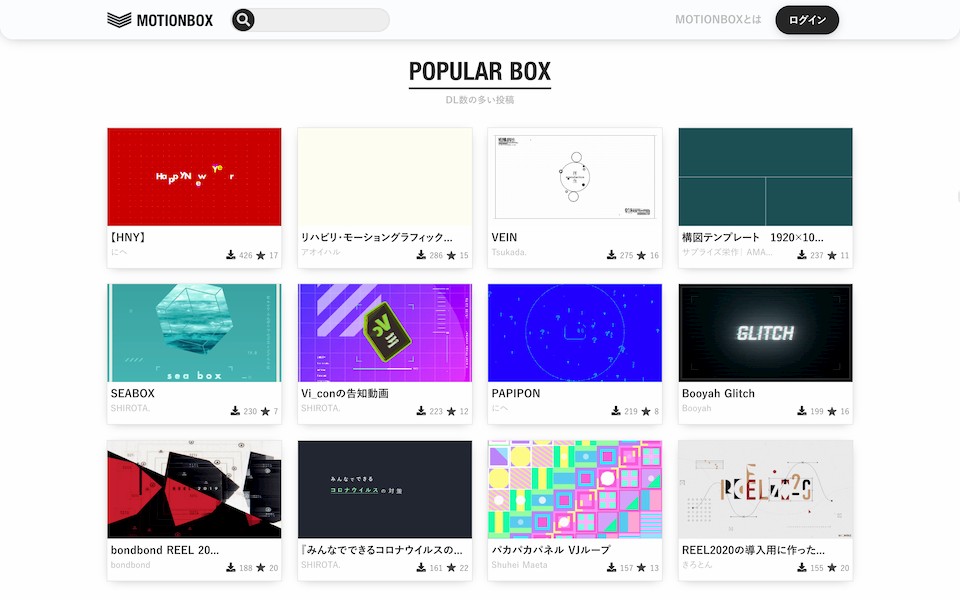 MOTIONBOX
MOTIONBOXとは
ログイン
POPULAR BOX
DL数の多い投稿
HappYNew Ye r
【HNY】
にへ
426 17
リハビリ・モーショングラフィック...
アオイハル
286 15
VEIN
Tsukada.
275 16
構図テンプレート 1920×10...
サプライズ栄作| AMA...
237 11
sea box
SEABOX
SHIROTA.
230 7
Vi_conの告知動画
SHIROTA.
223 12
PAPIPON
にへ
219 8
GLITCH
Booyah Glitch
Booyah
199 16
REEL 2019
bondbond REEL 20...
bondbond
188 20
みんなでできる
コロナウイルスの対策
『みんなでできるコロナウイルスの...
SHIROTA.
161 22
パカパカパネル VJループ
Shuhei Maeta
157 13
REEL2020
REEL2020の導入用に作った...
きろとん
155 20